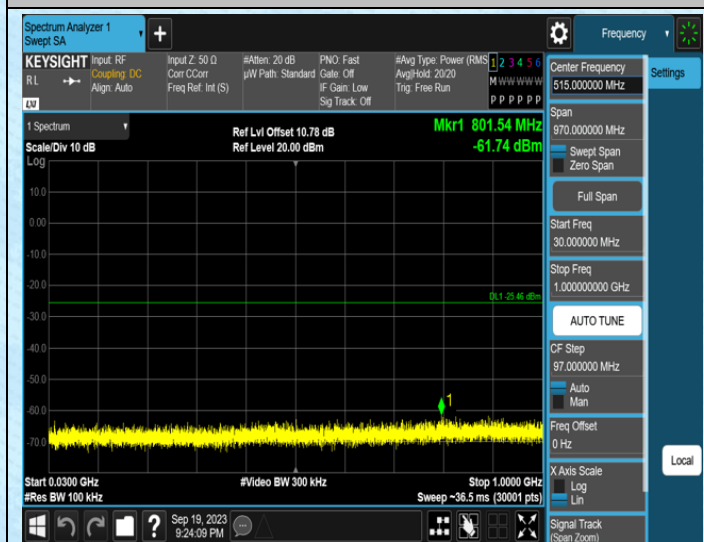 Spectrum Analyzer 1
Swept SA
Frequency
KEYSIGHT
RL
LXI
Input: RF
Coupling: DC
Align: Auto
Input Z: 50 Ω
Corr CCorr
Freq Ref: Int (S)
#Atten: 20 dB
µW Path: Standard
PNO: Fast
Gate: Off
IF Gain: Low
Sig Track: Off
#Avg Type: Power (RMS
Avg|Hold: 20/20
Trig: Free Run
1 2 3 4 5 6
M W W W W W
P P P P P P
1 Spectrum
Scale/Div 10 dB
Log
Ref Lvl Offset 10.78 dB
Ref Level 20.00 dBm
Mkr1 801.54 MHz
-61.74 dBm
10.0
0.00
-10.0
-20.0
DL1 -25.46 dBm
-30.0
-40.0
-50.0
1
-60.0
-70.0
Start 0.0300 GHz
#Res BW 100 kHz
#Video BW 300 kHz
Stop 1.0000 GHz
Sweep ~36.5 ms (30001 pts)
Sep 19, 2023
9:24:09 PM
Center Frequency
515.000000 MHz
Settings
Span
970.000000 MHz
Swept Span
Zero Span
Full Span
Start Freq
30.000000 MHz
Stop Freq
1.000000000 GHz
AUTO TUNE
CF Step
97.000000 MHz
Auto
Man
Freq Offset
0 Hz
X Axis Scale
Log
Lin
Local
Signal Track
(Span Zoom)